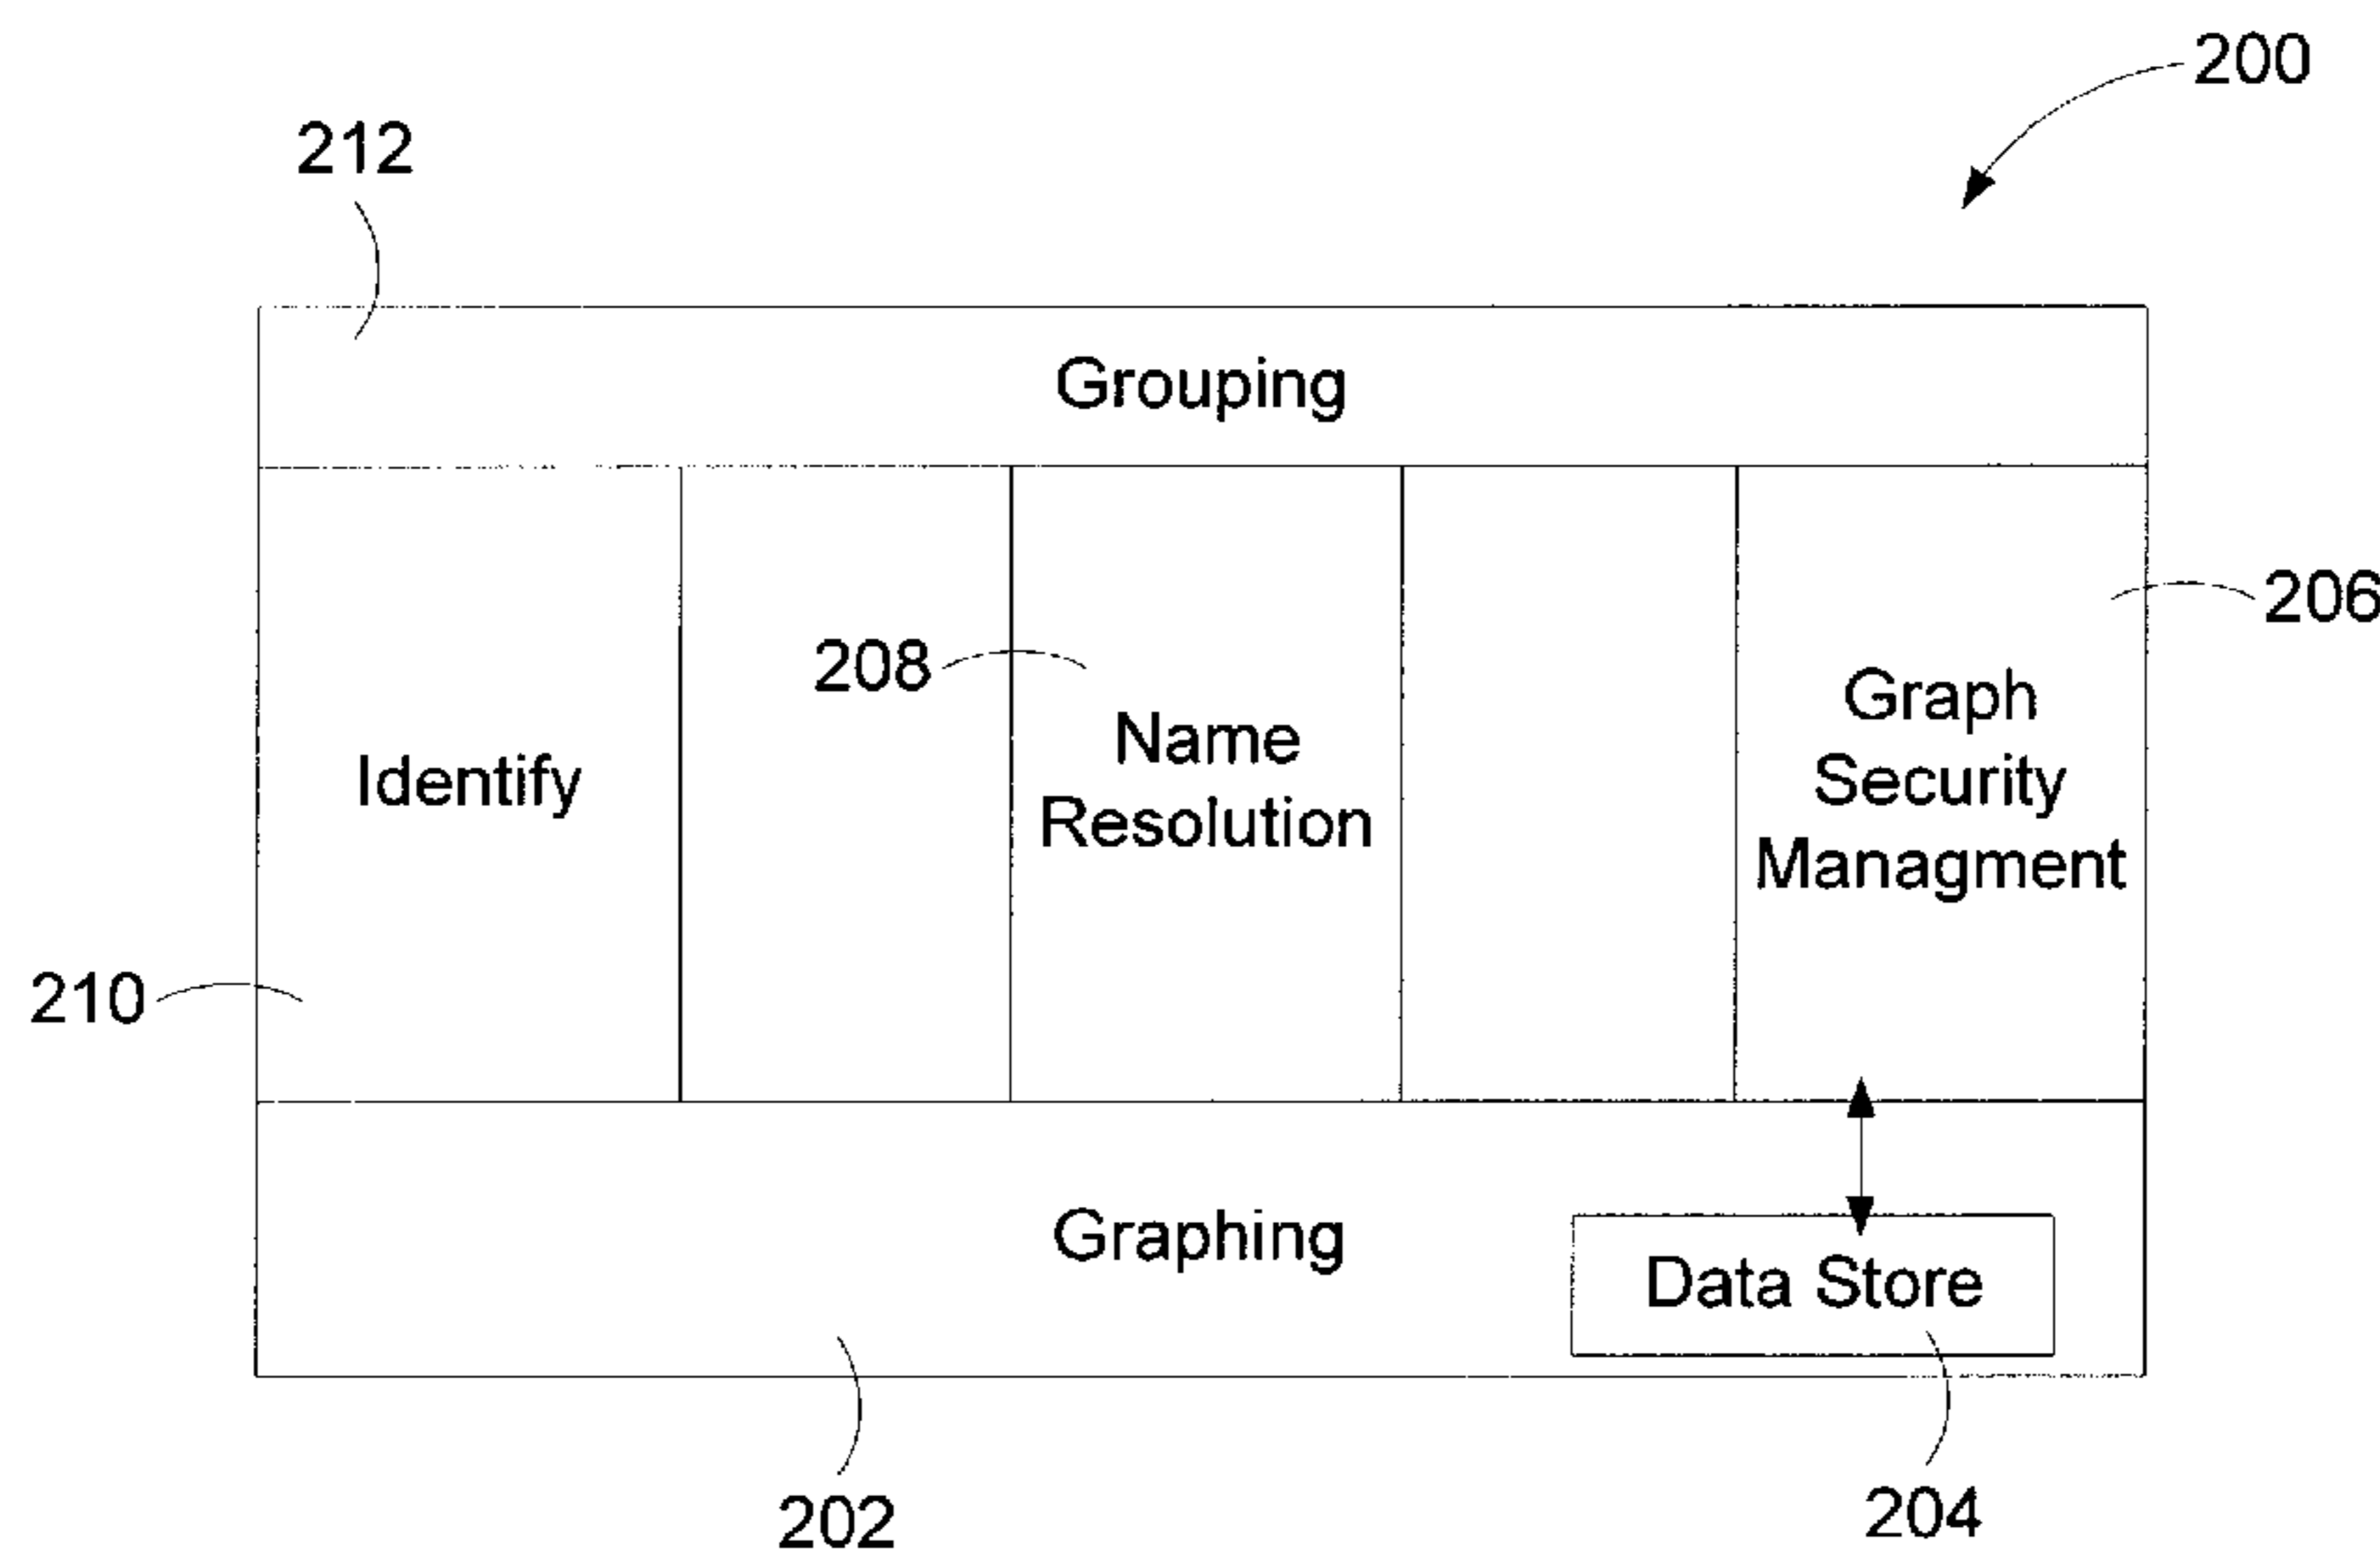 200
212
Grouping
206
208
Graph
Security
Managment
Name
Resolution
Identify
210
Graphing
Data Store
202
204